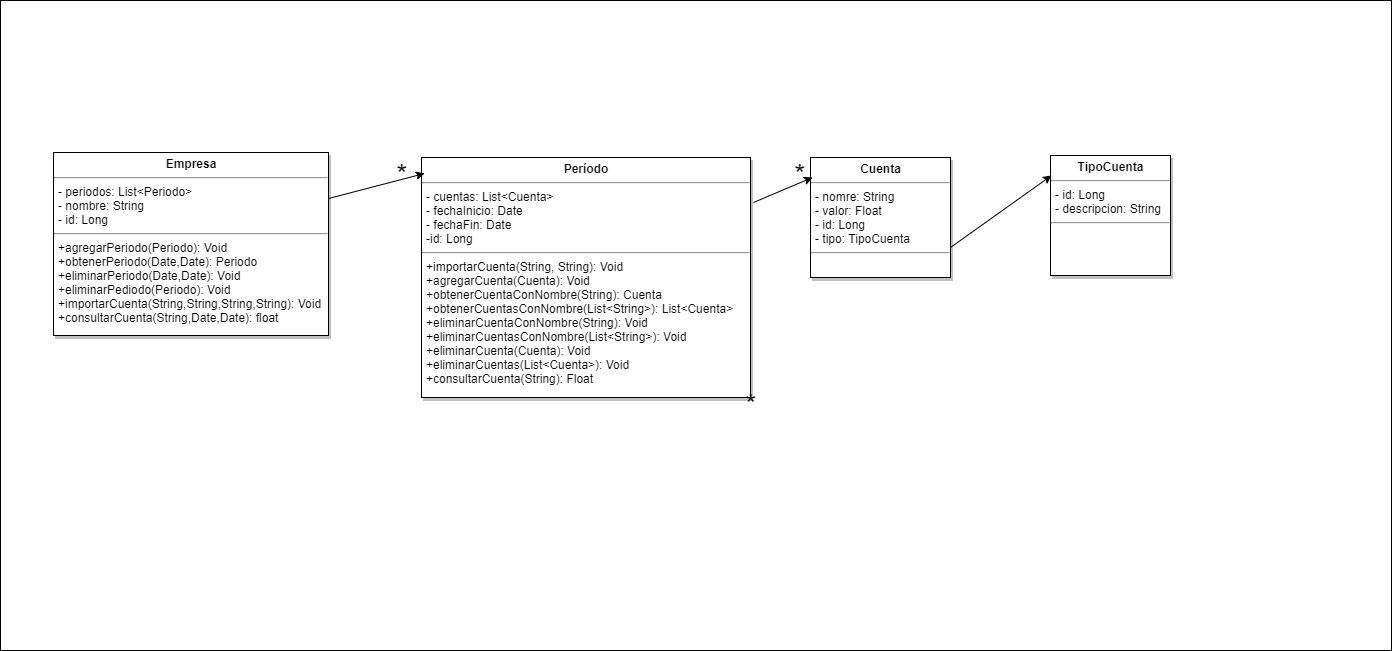 Empresa
- periodos: List<Periodo>
- nombre: String
- id: Long
+agregarPeriodo(Periodo): Void
+obtenerPeriodo(Date,Date): Periodo
+eliminarPeriodo(Date,Date): Void
+eliminarPediodo(Periodo): Void
+importarCuenta(String,String,String,String): Void
+consultarCuenta(String,Date,Date): float
*
Período
- cuentas: List<Cuenta>
- fechaInicio: Date
- fechaFin: Date
-id: Long
+importarCuenta(String, String): Void
+agregarCuenta(Cuenta): Void
+obtenerCuentaConNombre(String): Cuenta
+obtenerCuentasConNombre(List<String>): List<Cuenta>
+eliminarCuentaConNombre(String): Void
+eliminarCuentasConNombre(List<String>): Void
+eliminarCuenta(Cuenta): Void
+eliminarCuentas(List<Cuenta>): Void
+consultarCuenta(String): Float
*
*
Cuenta
- nomre: String
- valor: Float
- id: Long
- tipo: TipoCuenta
TipoCuenta
- id: Long
- descripcion: String